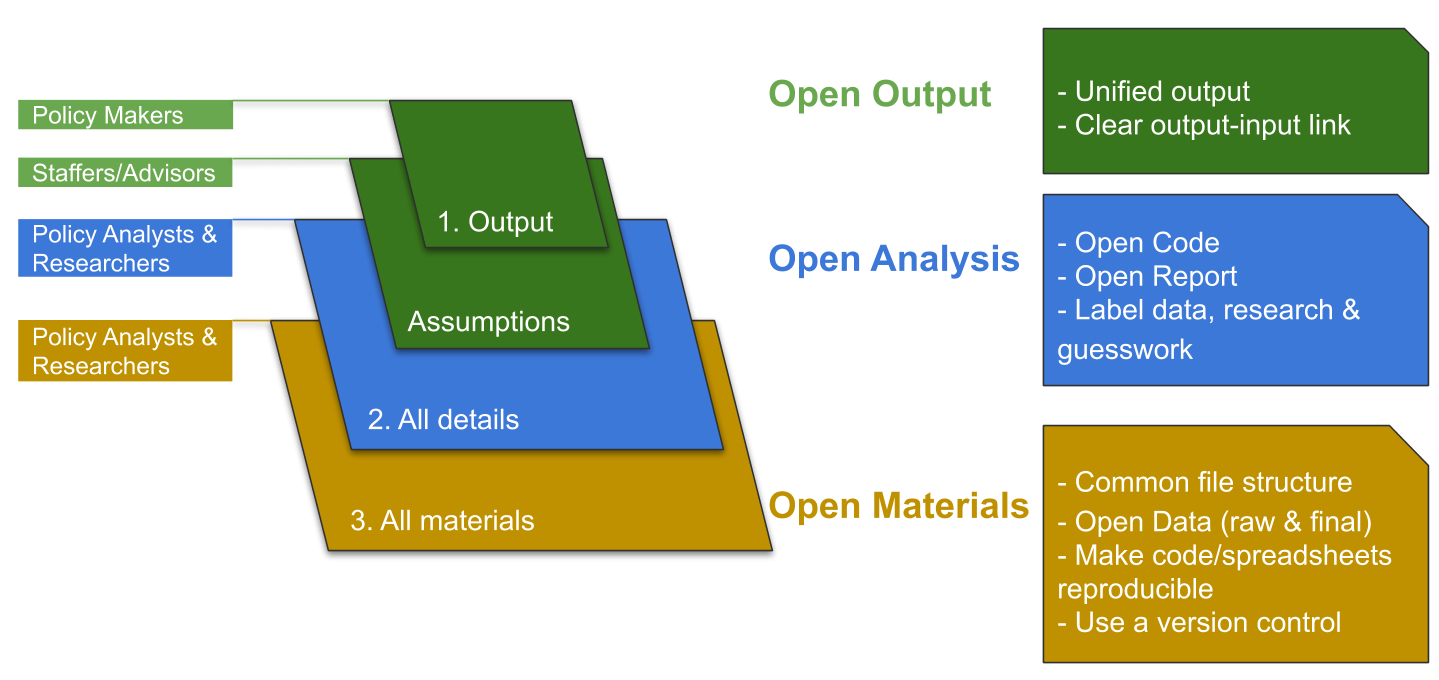 Policy Makers
Staffers/Advisors
Policy Analysts &
Researchers
Policy Analysts &
Researchers
1. Output
Assumptions
2. All details
3. All materials
Open Output
- Unified output
- Clear output-input link
Open Analysis
- Open Code
- Open Report
- Label data, research &
guesswork
Open Materials
- Common file structure
- Open Data (raw & final)
- Make code/spreadsheets
reproducible
- Use a version control